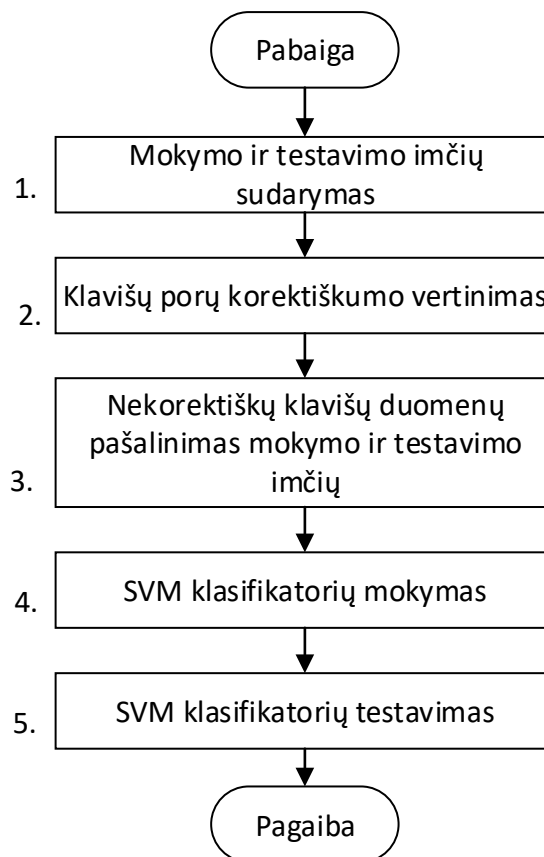 Pabaiga
Mokymo ir testavimo imčių
sudarymas
1.
Klavišų porų korektiškumo vertinimas
2.
Nekorektiškų klavišų duomenų
pašalinimas mokymo ir testavimo
imčių
3.
SVM klasifikatorių mokymas
4.
SVM klasifikatorių testavimas
5.
Pagaiba